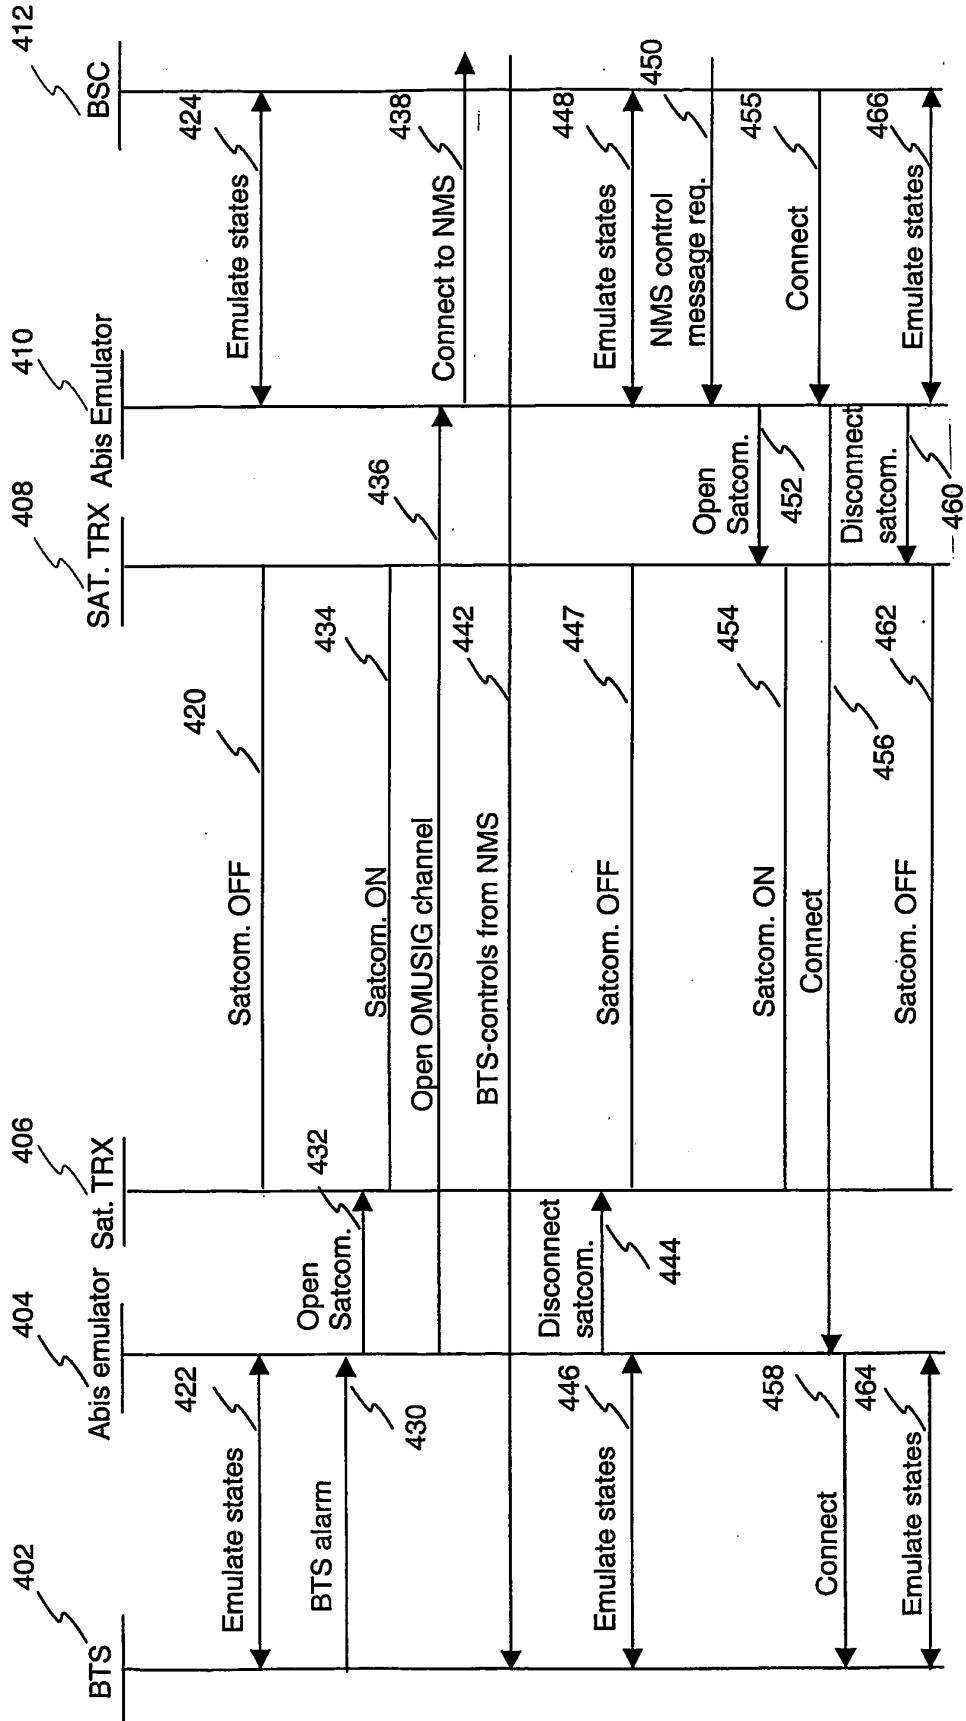 402
BTS
404
Abis emulator
406
Sat. TRX
408
SAT. TRX
410
Abis Emulator
412
BSC
422
Emulate states
420
Satcom. OFF
424
Emulate states
BTS alarm
430
Open
Satcom.
432
Satcom. ON
434
Open OMUSIG channel
436
Connect to NMS
438
BTS-controls from NMS
442
Disconnect
satcom.
444
Emulate states
446
Satcom. OFF
447
Emulate states
448
NMS control
message req.
450
Open
Satcom.
452
Satcom. ON
454
Connect
455
Connect
456
Connect
458
Disconnect
satcom.
460
Satcom. OFF
462
Emulate states
464
Emulate states
466